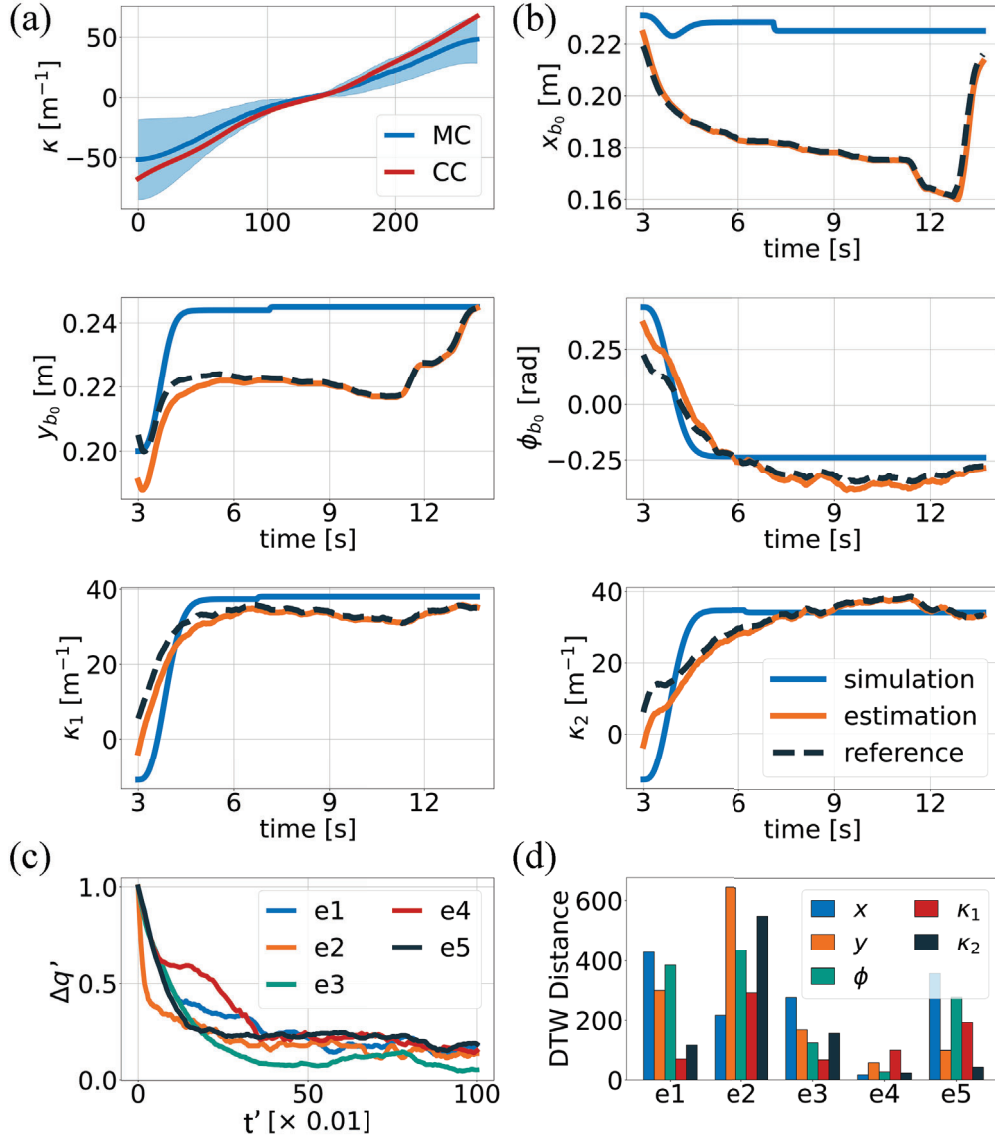 (a)
κ [m⁻¹]
50
0
−50
MC
CC
0
100
200
(b)
x_{b_0} [m]
0.22
0.20
0.18
0.16
3
6
9
12
time [s]
y_{b_0} [m]
0.24
0.22
0.20
3
6
9
12
time [s]
ϕ_{b_0} [rad]
0.25
0.00
−0.25
3
6
9
12
time [s]
κ₁ [m⁻¹]
40
20
0
3
6
9
12
time [s]
κ₂ [m⁻¹]
40
20
0
simulation
estimation
reference
3
6
9
12
time [s]
(c)
Δq'
1.0
0.5
0.0
e1
e2
e3
e4
e5
0
50
100
t' [× 0.01]
(d)
DTW Distance
600
400
200
0
x
y
ϕ
κ₁
κ₂
e1
e2
e3
e4
e5